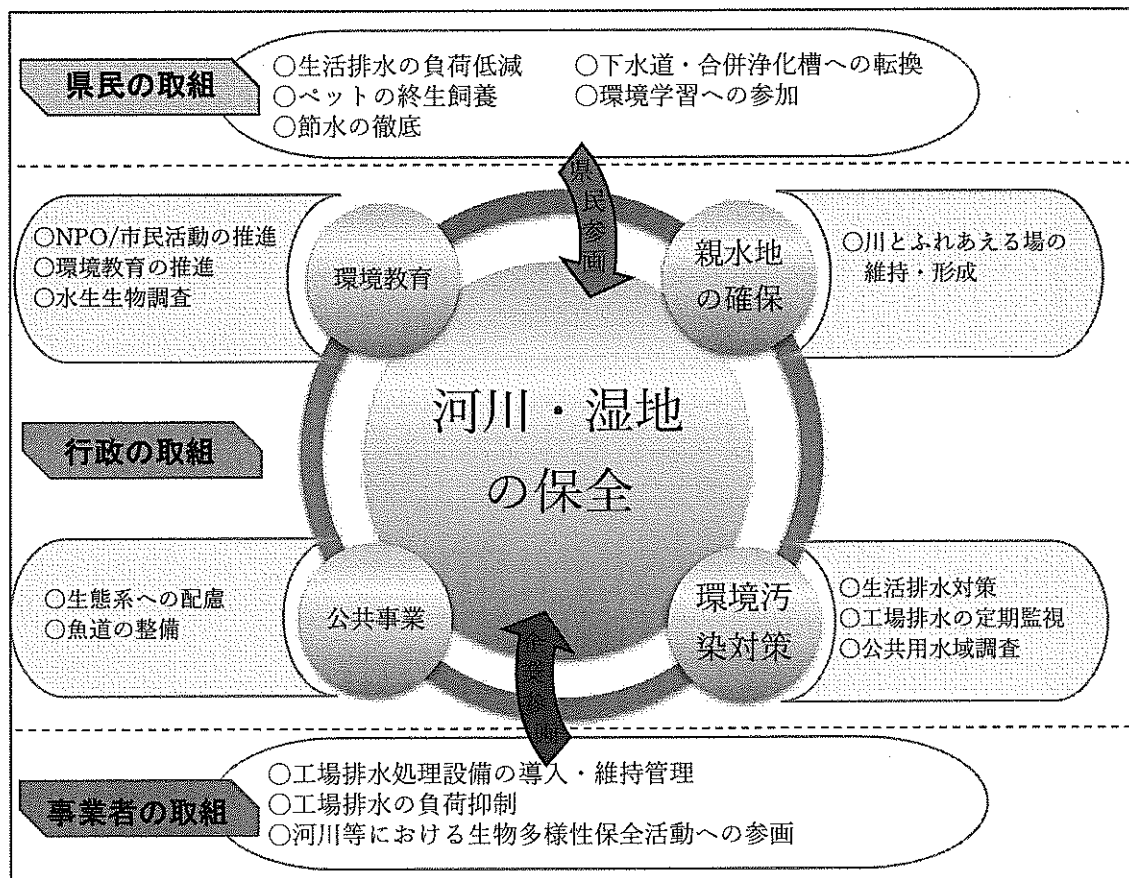 県民の取組
○生活排水の負荷低減
○ペットの終生飼養
○節水の徹底
○下水道・合併浄化槽への転換
○環境学習への参加
県民参画
○NPO/市民活動の推進
○環境教育の推進
○水生生物調査
環境教育
親水地
の確保
○川とふれあえる場の
維持・形成
行政の取組
河川・湿地
の保全
○生態系への配慮
○魚道の整備
公共事業
環境汚
染対策
○生活排水対策
○工場排水の定期監視
○公共用水域調査
事業者の取組
○工場排水処理設備の導入・維持管理
○工場排水の負荷抑制
○河川等における生物多様性保全活動への参画